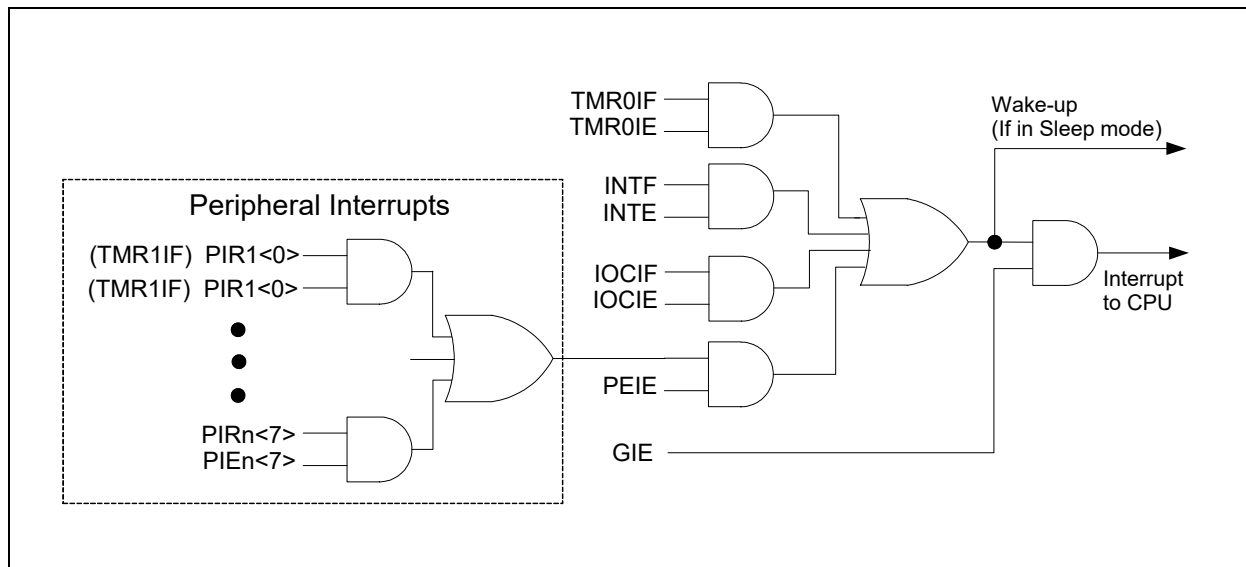 TMR0IF
TMR0IE
Wake-up
(If in Sleep mode)
INTF
INTE
Peripheral Interrupts
(TMR1IF) PIR1<0>
(TMR1IF) PIR1<0>
IOCIF
IOCIE
Interrupt
to CPU
PEIE
PIRn<7>
PIEn<7>
GIE